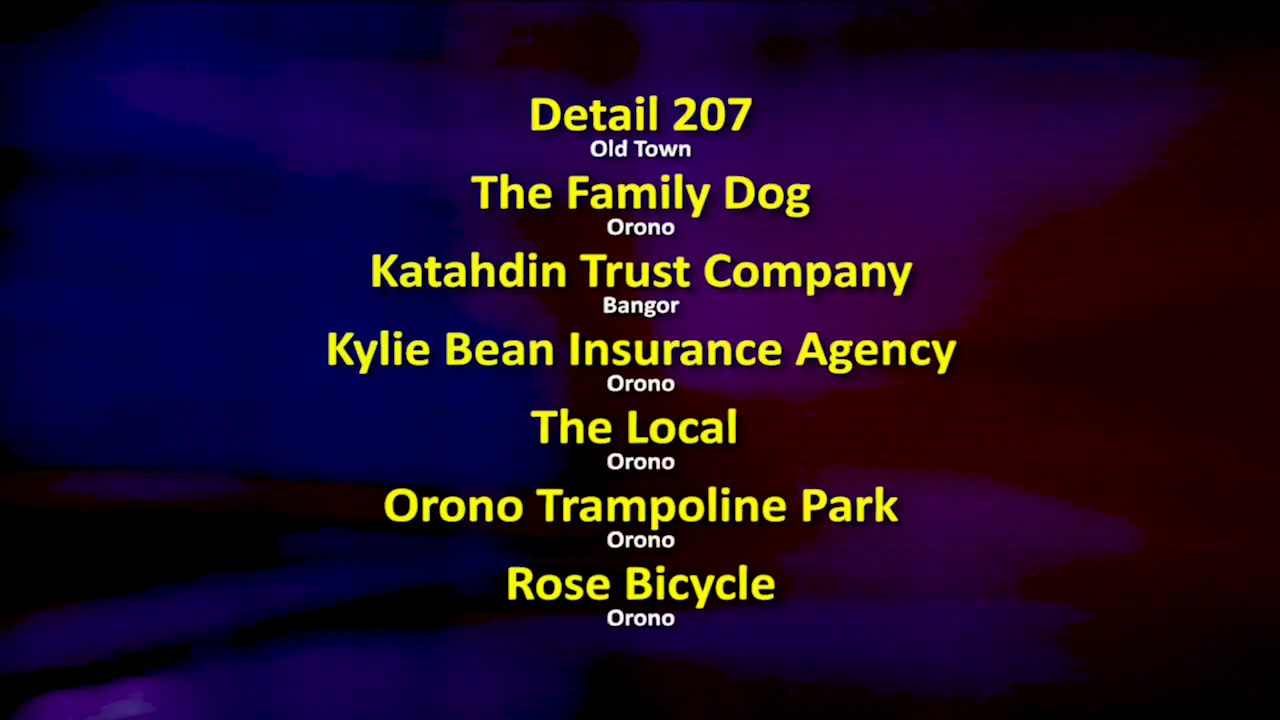 Detail 207
Old Town
The Family Dog
Orono
Katahdin Trust Company
Bangor
Kylie Bean Insurance Agency
Orono
The Local
Orono
Orono Trampoline Park
Orono
Rose Bicycle
Orono